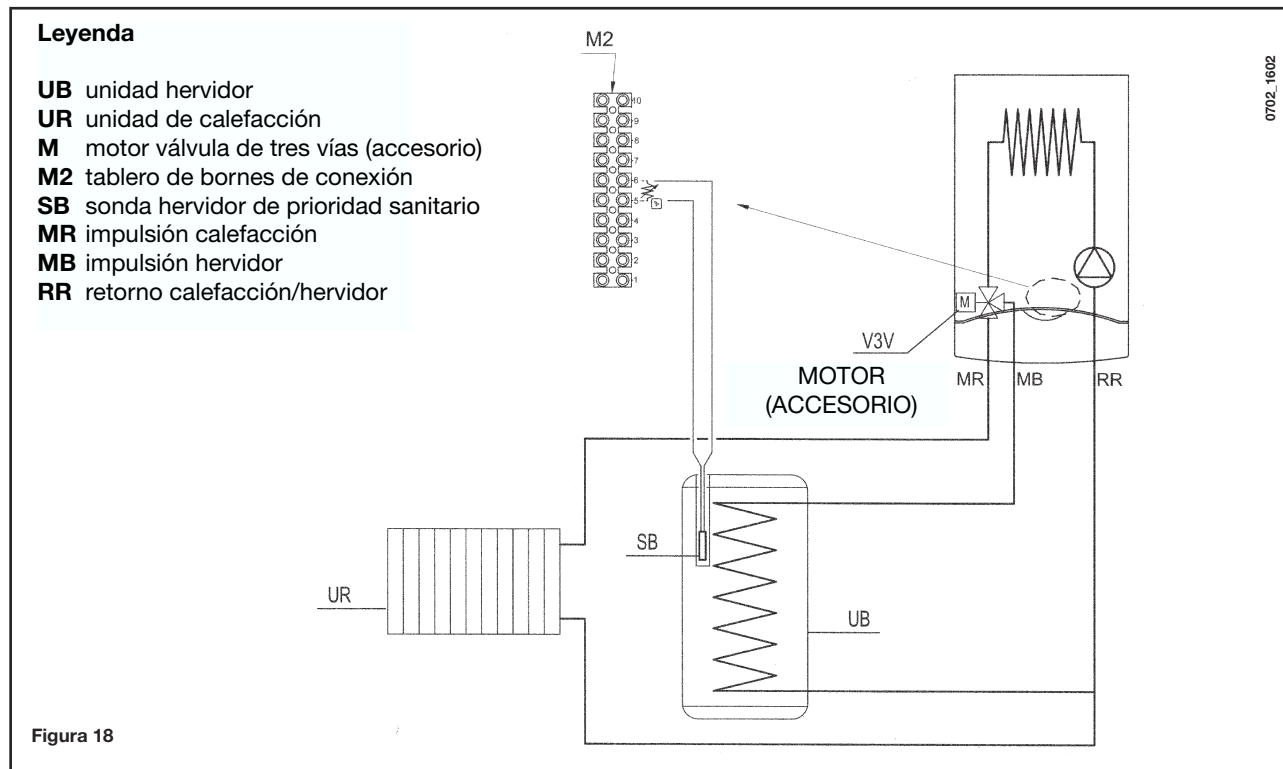 Leyenda
UB unidad hervidor
UR unidad de calefacción
M motor válvula de tres vías (accesorio)
M2 tablero de bornes de conexión
SB sonda hervidor de prioridad sanitario
MR impulsión calefacción
MB impulsión hervidor
RR retorno calefacción/hervidor
M2
10
9
8
7
6
5
4
3
2
1
0702_1602
M
V3V
MOTOR
(ACCESORIO)
MR
MB
RR
SB
UR
UB
Figura 18